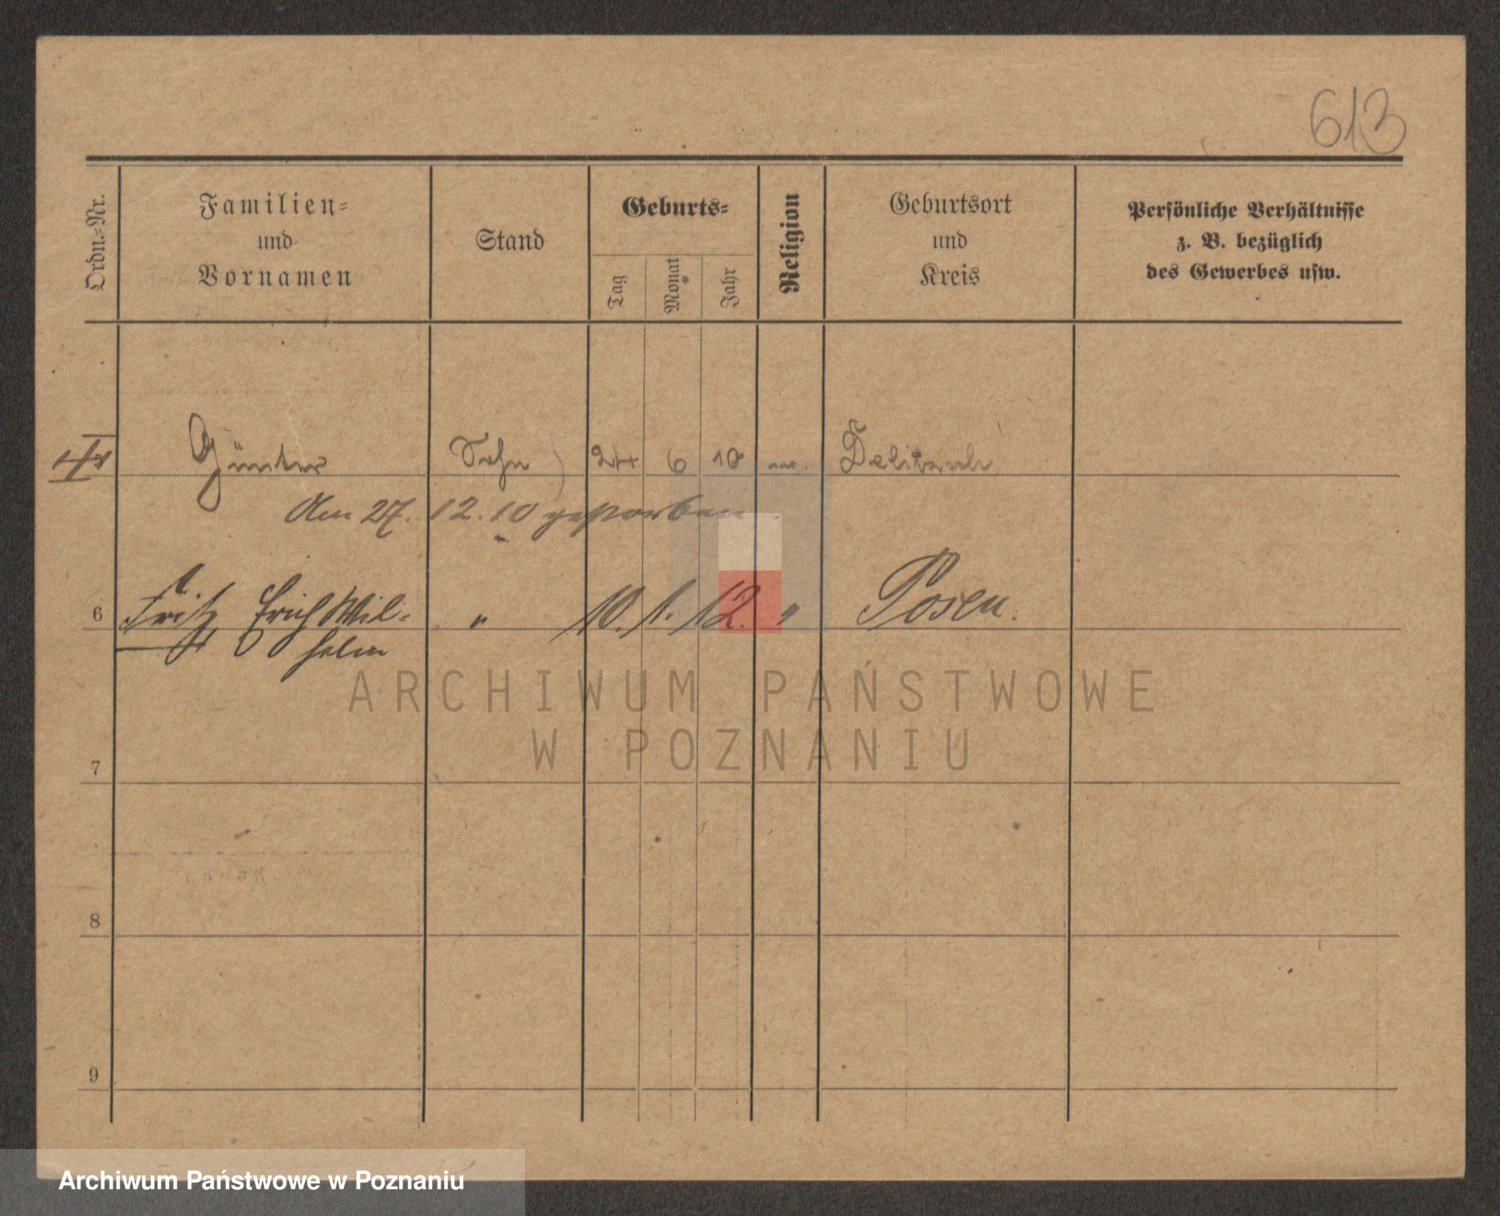 613
Ordn.-Nr.
Familien-
und
Vornamen
Stand
Geburts-
Tag
Monat
Jahr
Religion
Geburtsort
und
Kreis
Persönliche Verhältnisse
z. B. bezüglich
des Gewerbes usw.
Günter Sohn 24 6 10 Delitzsch
Am 27. 12. 10 gestorben
6 Fritz Erich Wil- " 10. 1. 12. " Posen.
helm
ARCHIWUM PAŃSTWOWE
W POZNANIU
7
8
9
Archiwum Państwowe w Poznaniu